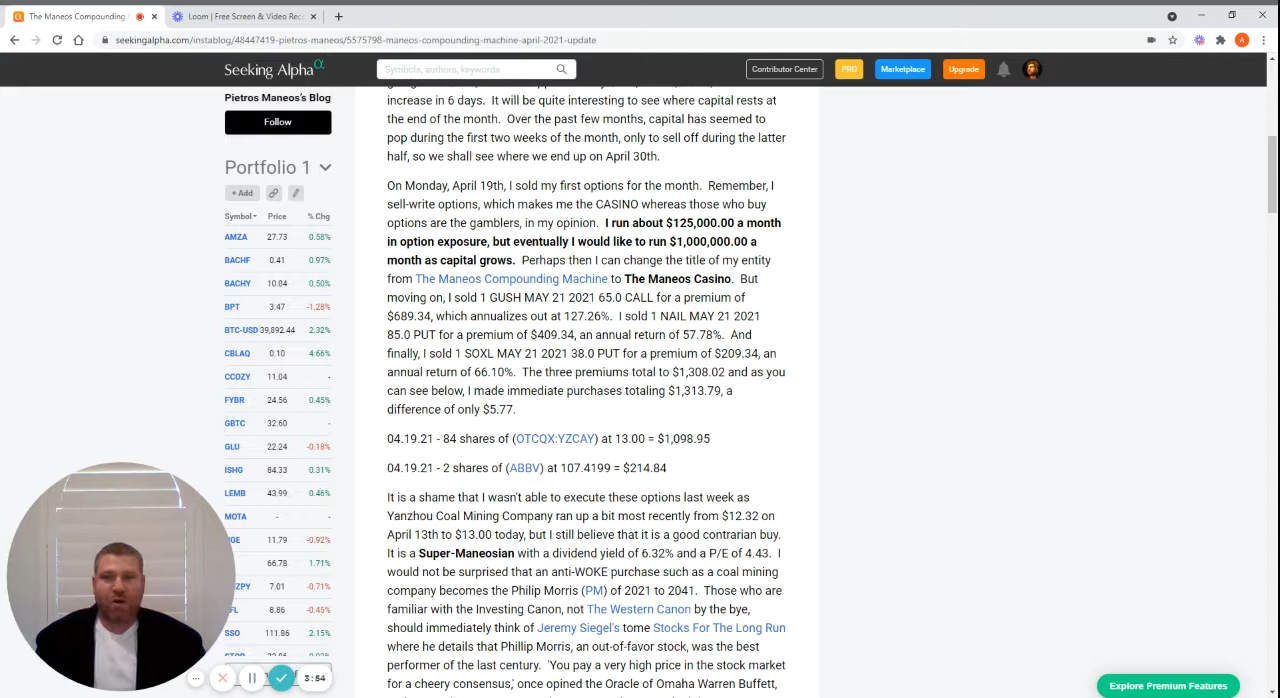 The Maneos Compounding
Loom | Free Screen & Video Rec
seekingalpha.com/instablog/48447419-pietros-maneos/5575798-maneos-compounding-machine-april-2021-update
A
Seeking Alpha α
Symbols, authors, keywords
Contributor Center
PRO
Marketplace
Upgrade
Pietros Maneos's Blog
Follow
Portfolio 1
+ Add
Symbol Price % Chg
AMZA 27.73 0.58%
BACHF 0.41 0.97%
BACHY 10.04 0.50%
BPT 3.47 -1.28%
BTC-USD 39,892.44 2.32%
CBLAQ 0.10 4.66%
CCOZY 11.04 -
FYBR 24.56 0.45%
GBTC 32.60 -
GLU 22.24 -0.18%
ISHG 84.33 0.31%
LEMB 43.99 0.46%
MOTA - -
GE 11.79 -0.92%
66.78 1.71%
ZPY 7.01 -0.71%
FL 8.86 -0.45%
SSO 111.86 2.15%
3:54
increase in 6 days. It will be quite interesting to see where capital rests at
the end of the month. Over the past few months, capital has seemed to
pop during the first two weeks of the month, only to sell off during the latter
half, so we shall see where we end up on April 30th.
On Monday, April 19th, I sold my first options for the month. Remember, I
sell-write options, which makes me the CASINO whereas those who buy
options are the gamblers, in my opinion. I run about $125,000.00 a month
in option exposure, but eventually I would like to run $1,000,000.00 a
month as capital grows. Perhaps then I can change the title of my entity
from The Maneos Compounding Machine to The Maneos Casino. But
moving on, I sold 1 GUSH MAY 21 2021 65.0 CALL for a premium of
$689.34, which annualizes out at 127.26%. I sold 1 NAIL MAY 21 2021
85.0 PUT for a premium of $409.34, an annual return of 57.78%. And
finally, I sold 1 SOXL MAY 21 2021 38.0 PUT for a premium of $209.34, an
annual return of 66.10%. The three premiums total to $1,308.02 and as you
can see below, I made immediate purchases totaling $1,313.79, a
difference of only $5.77.
04.19.21 - 84 shares of (OTCQX:YZCAY) at 13.00 = $1,098.95
04.19.21 - 2 shares of (ABBV) at 107.4199 = $214.84
It is a shame that I wasn't able to execute these options last week as
Yanzhou Coal Mining Company ran up a bit most recently from $12.32 on
April 13th to $13.00 today, but I still believe that it is a good contrarian buy.
It is a Super-Maneosian with a dividend yield of 6.32% and a P/E of 4.43. I
would not be surprised that an anti-WOKE purchase such as a coal mining
company becomes the Philip Morris (PM) of 2021 to 2041. Those who are
familiar with the Investing Canon, not The Western Canon by the bye,
should immediately think of Jeremy Siegel's tome Stocks For The Long Run
where he details that Phillip Morris, an out-of-favor stock, was the best
performer of the last century. 'You pay a very high price in the stock market
for a cheery consensus,' once opined the Oracle of Omaha Warren Buffett,
Explore Premium Features